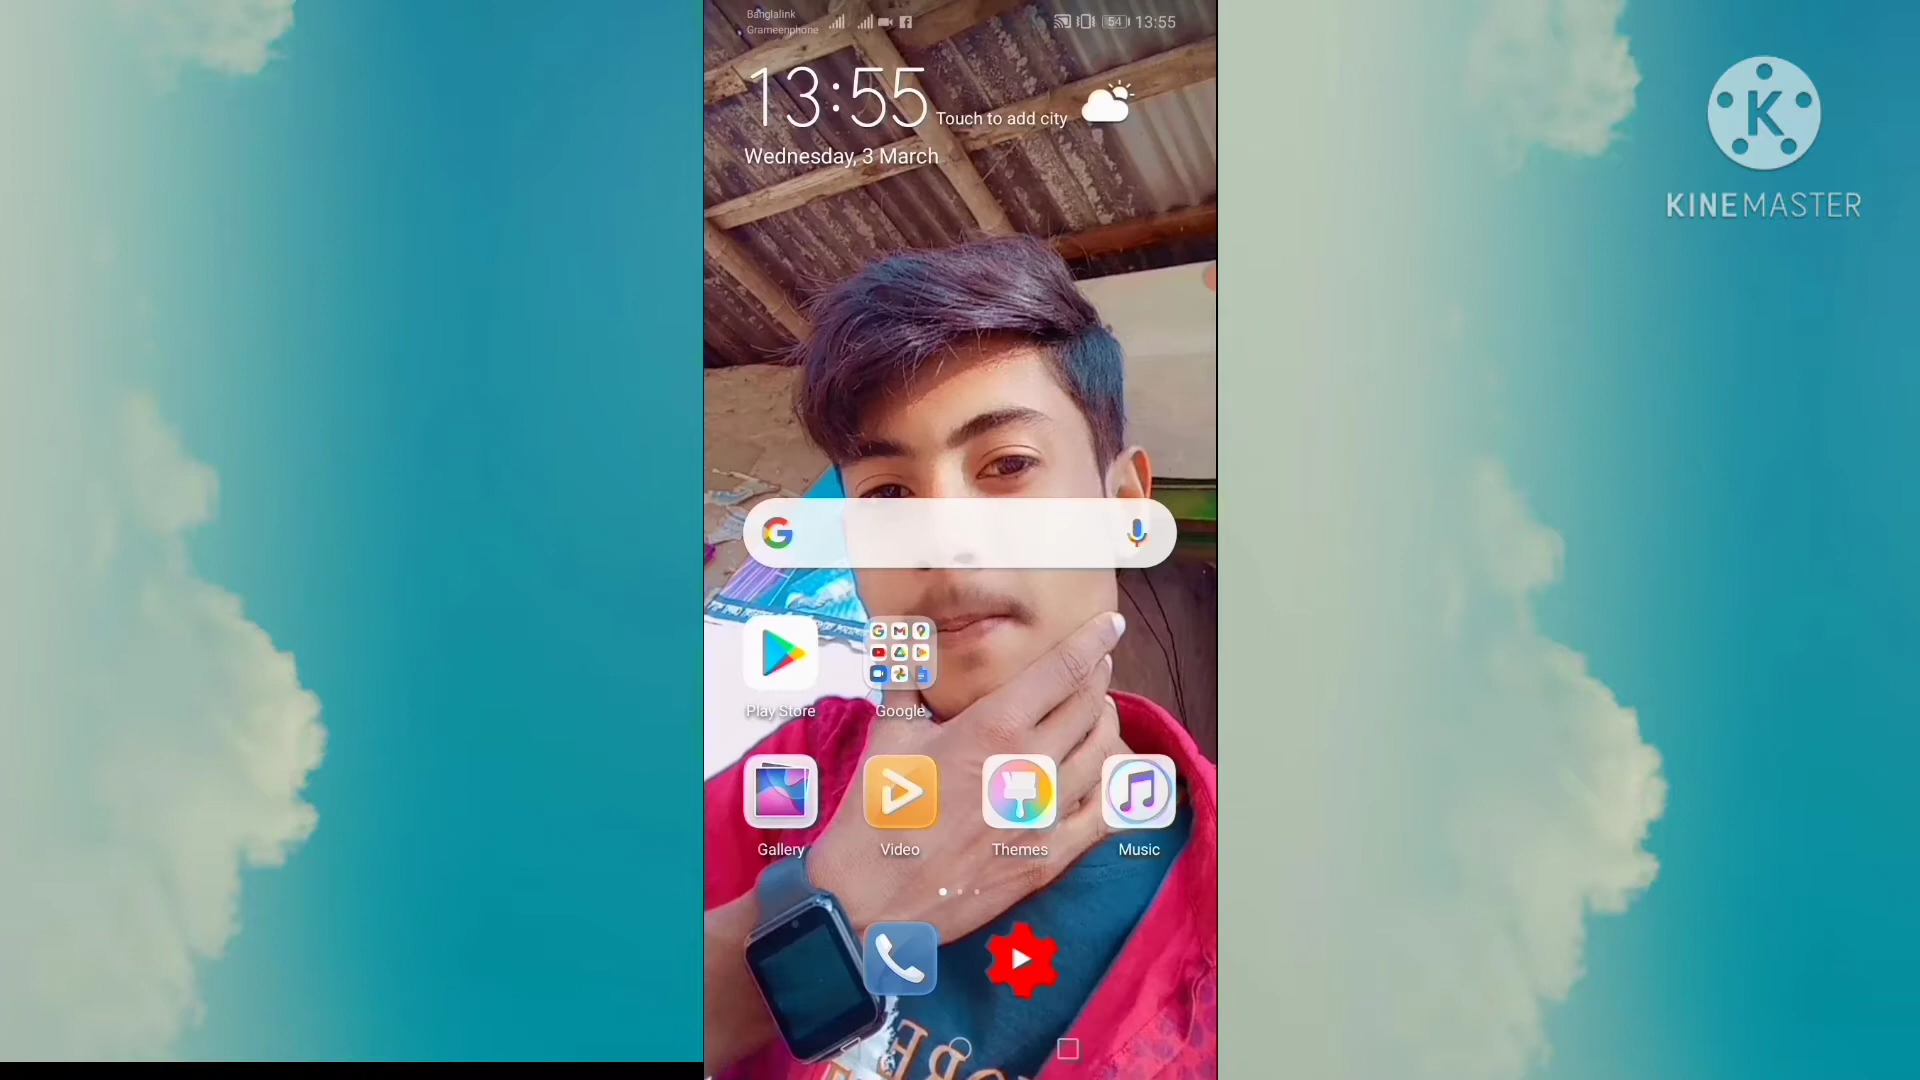 Banglalink
Grameenphone
54
13:55
13:55
Touch to add city
Wednesday, 3 March
K
KINEMASTER
Play Store
Google
Gallery
Video
Themes
Music